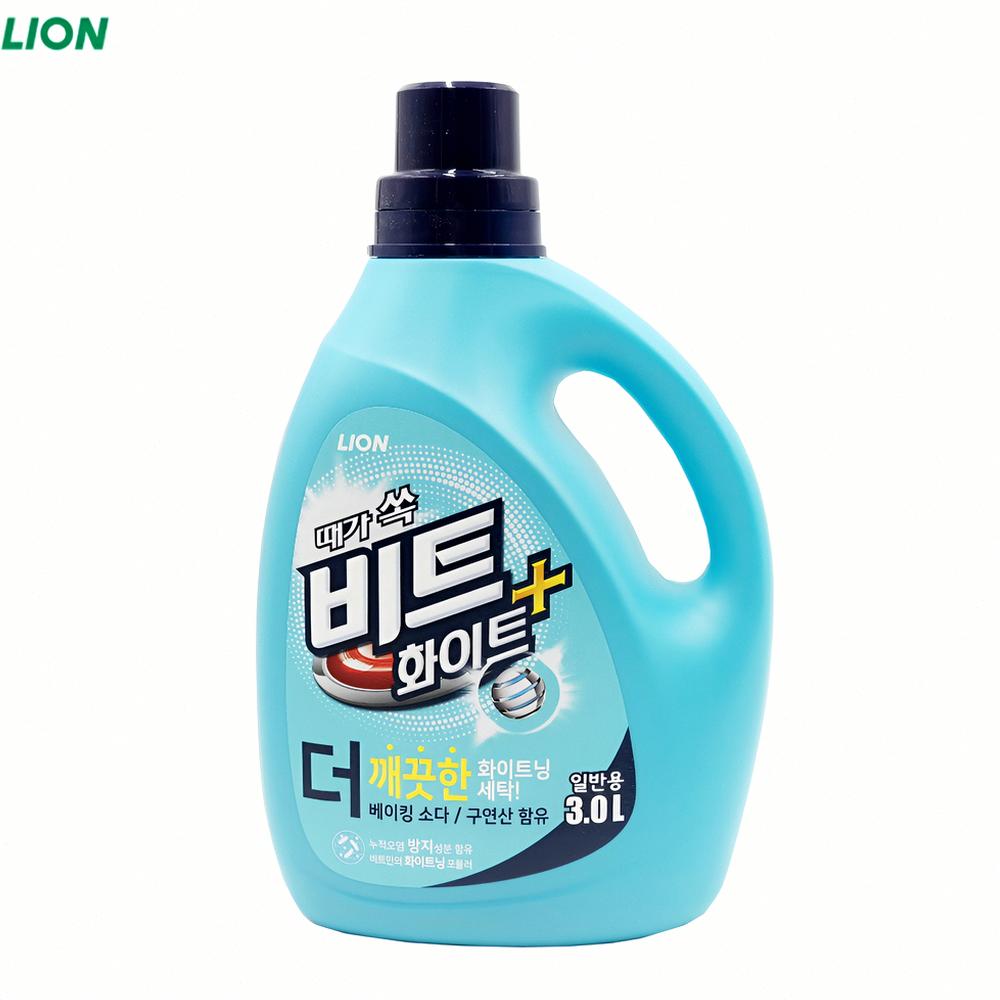 LION
LION
때가 쏙
비트+
화이트
더 깨끗한 화이트닝
세탁!
베이킹 소다 / 구연산 함유
일반용
3.0L
누적오염 방지성분 함유
비트만의 화이트닝 포뮬러